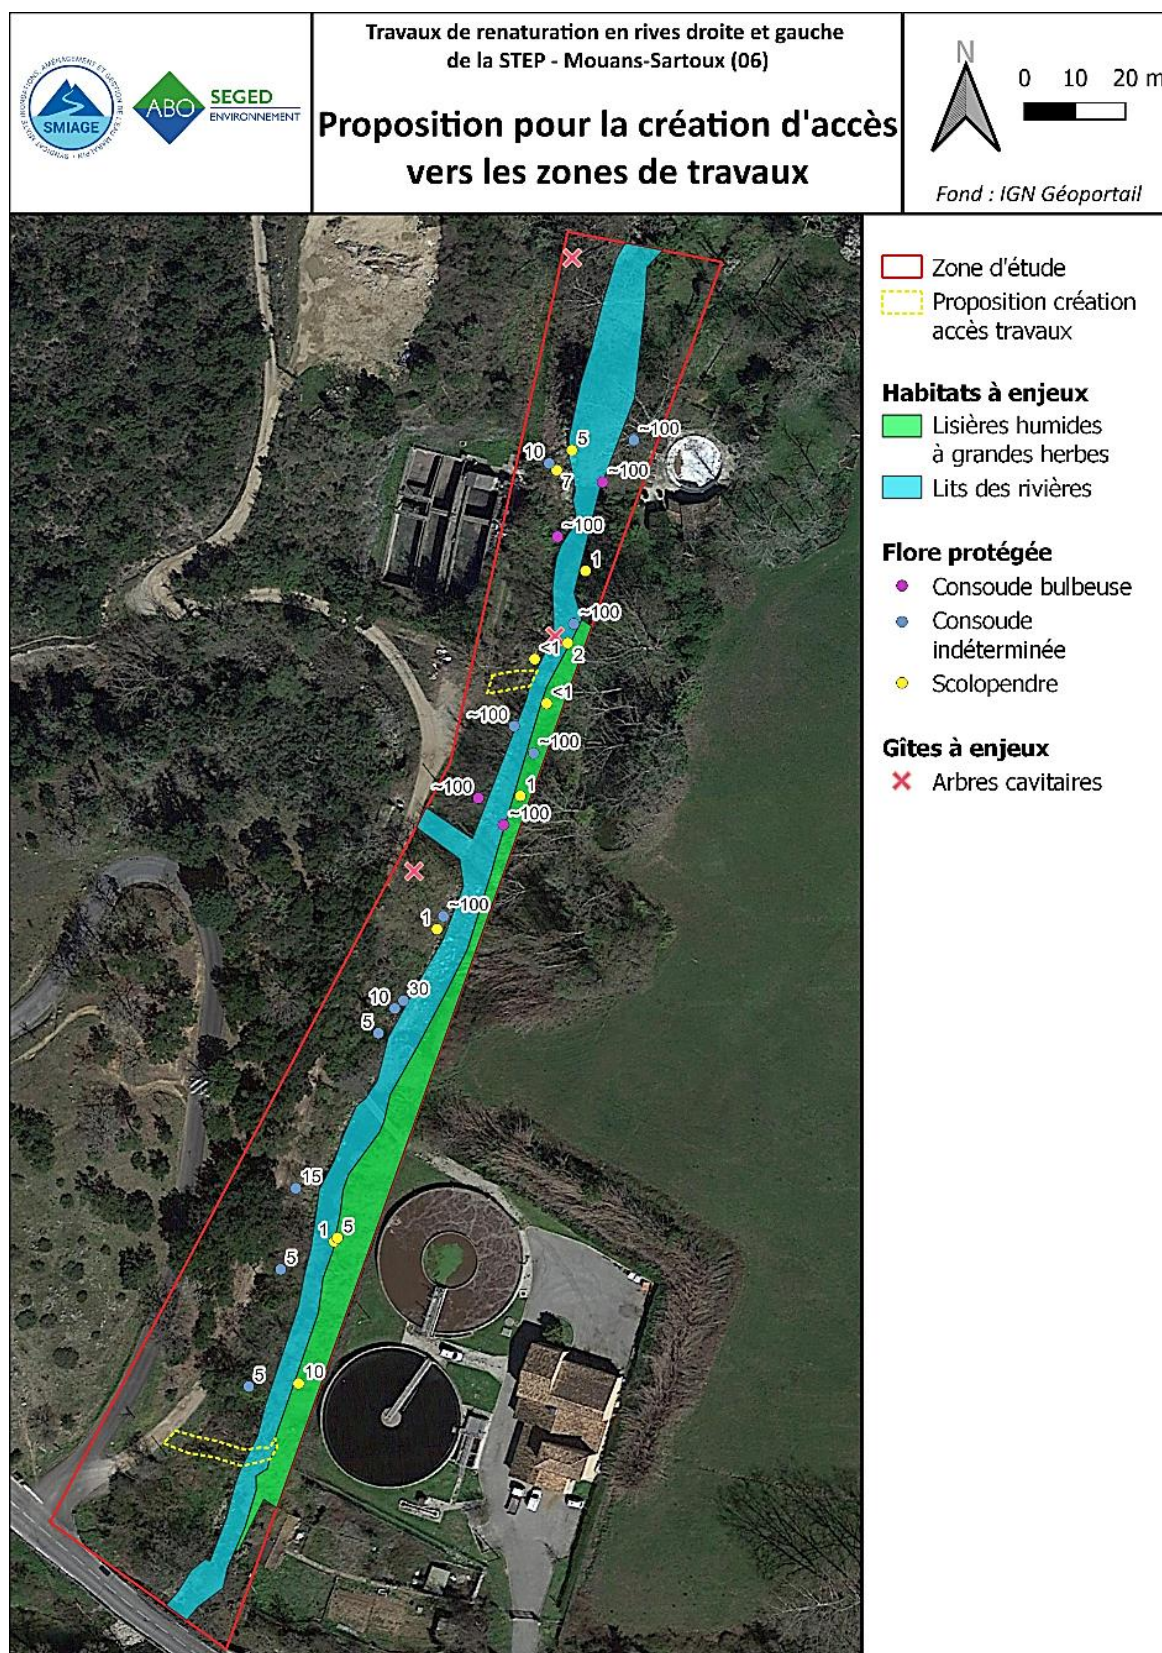 Travaux de renaturation en rives droite et gauche
de la STEP - Mouans-Sartoux (06)
Proposition pour la création d'accès
vers les zones de travaux
SMIAGE
ABO
SEGED
ENVIRONNEMENT
N
0 10 20 m
Fond : IGN Géoportail
Zone d'étude
Proposition création
accès travaux
Habitats à enjeux
Lisières humides
à grandes herbes
Lits des rivières
Flore protégée
Consoude bulbeuse
Consoude
indéterminée
Scolopendre
Gîtes à enjeux
Arbres cavitaires
~100
5
10
7
~100
~100
1
~100
<1
2
<1
~100
~100
~100
1
~100
~100
1
30
10
5
15
1
5
5
5
10